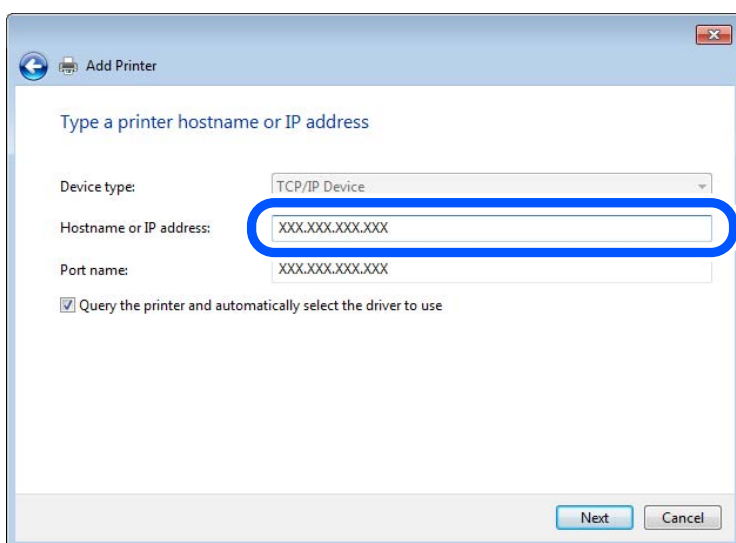 Add Printer
Type a printer hostname or IP address
Device type: TCP/IP Device
Hostname or IP address: XXX.XXX.XXX.XXX
Port name: XXX.XXX.XXX.XXX
Query the printer and automatically select the driver to use
Next Cancel